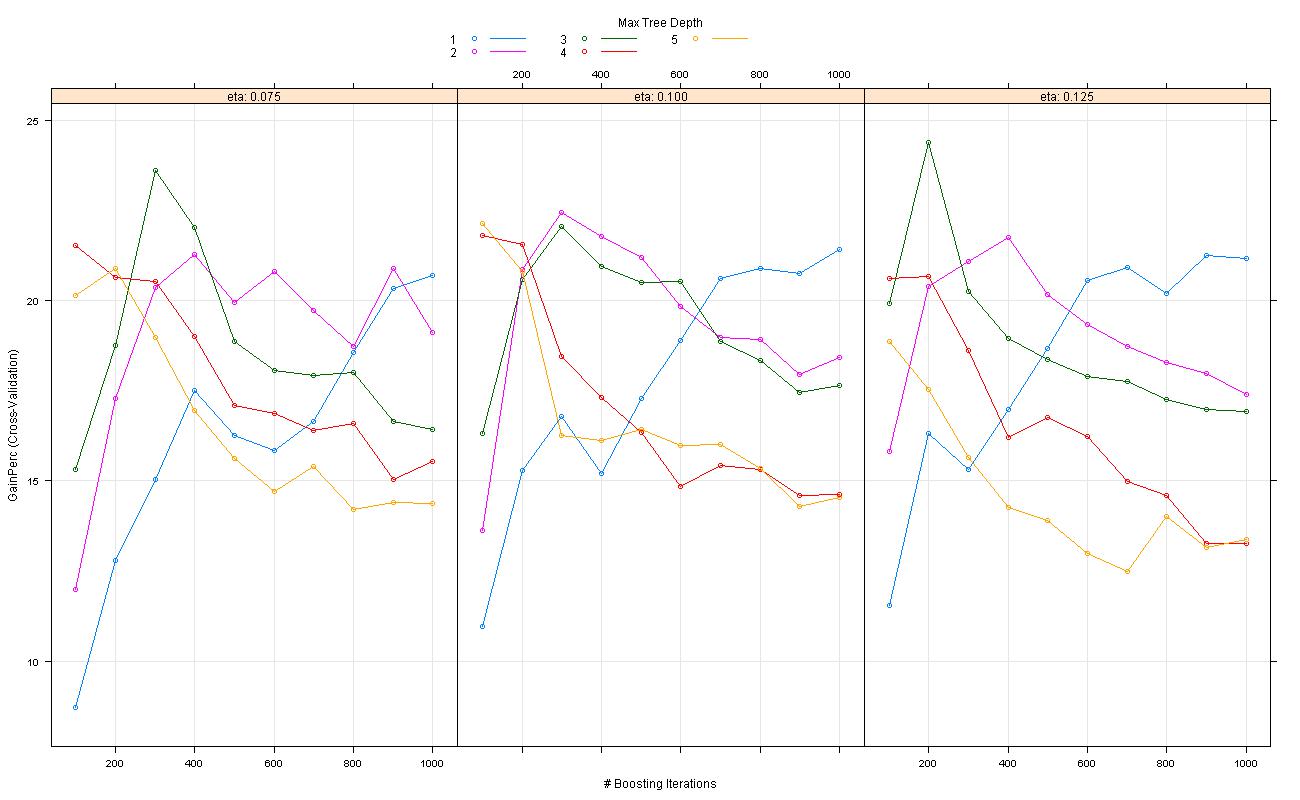 Max Tree Depth
1 3 5
2 4
200 400 600 800 1000
eta: 0.075 eta: 0.100 eta: 0.125
25
20
15
10
GainPerc (Cross-Validation)
200 400 600 800 1000 200 400 600 800 1000
# Boosting Iterations